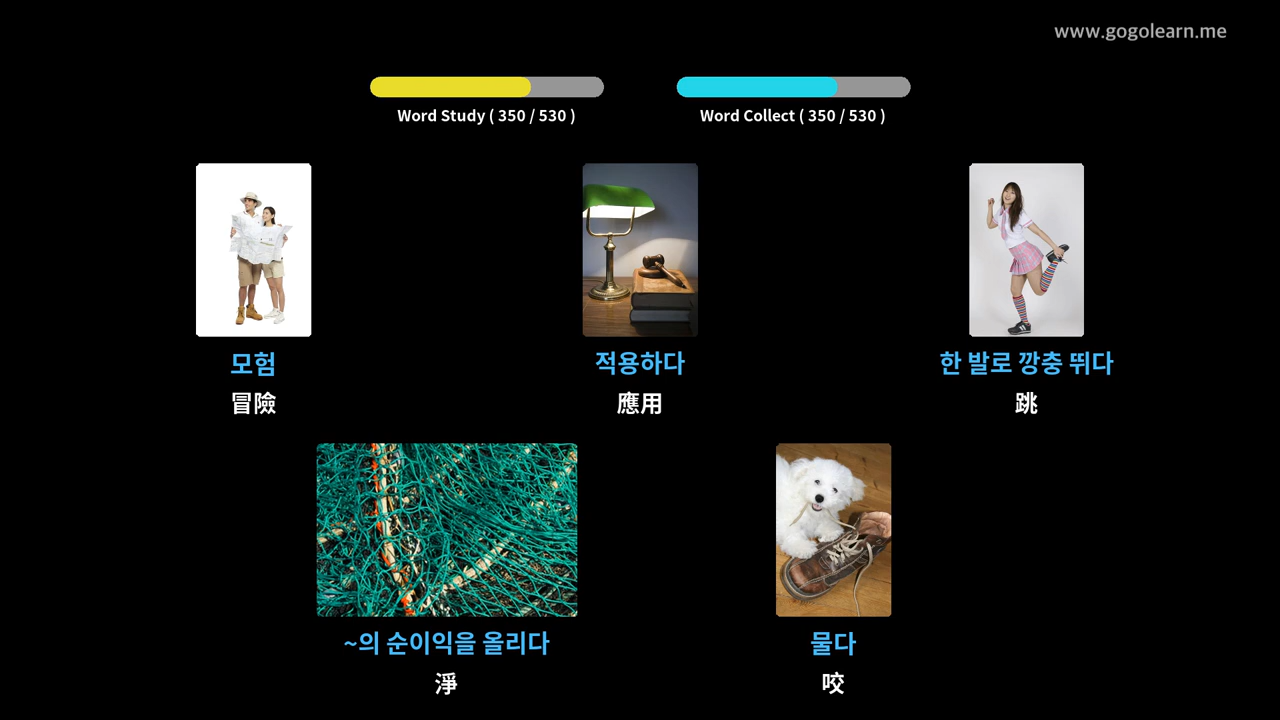 www.gogolearn.me
Word Study ( 350 / 530 )
Word Collect ( 350 / 530 )
모험
冒險
적용하다
應用
한 발로 깡충 뛰다
跳
~의 순이익을 올리다
淨
물다
咬